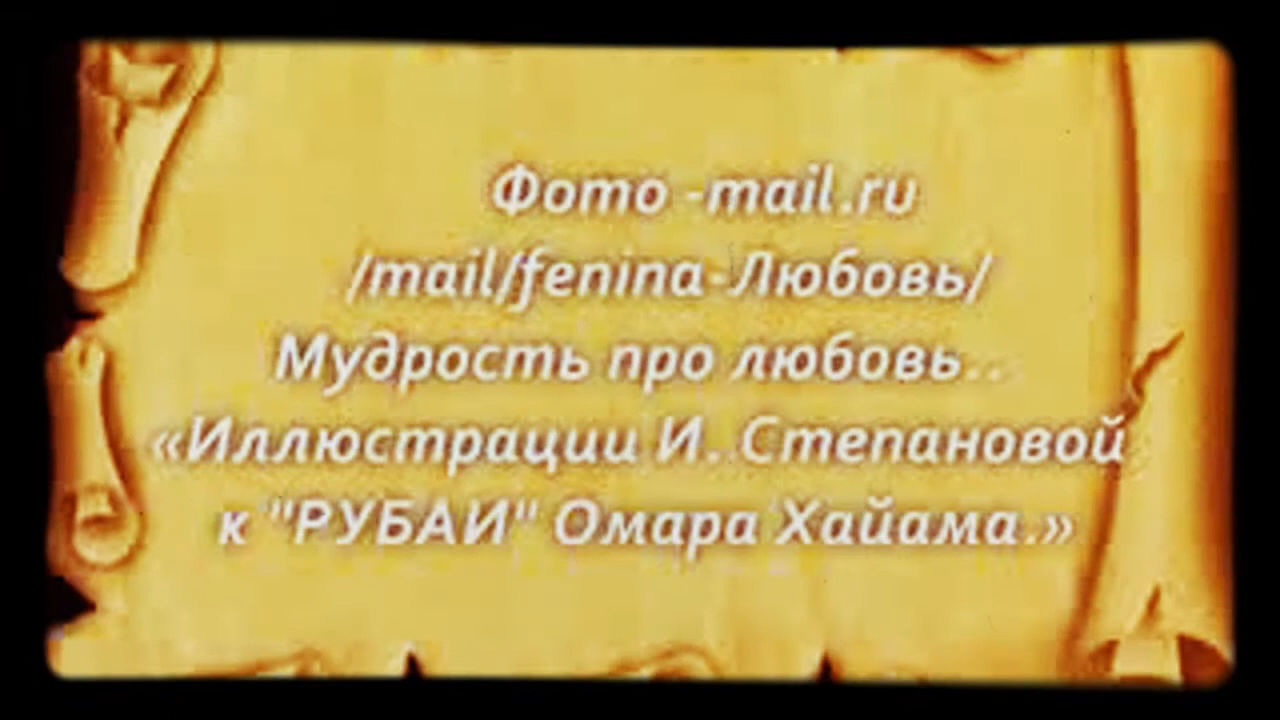 Фото -mail.ru
/mail/fenina-Любовь/
Мудрость про любовь..
«Иллюстрации И..Степановой
к "РУБАИ" Омара Хайама.»